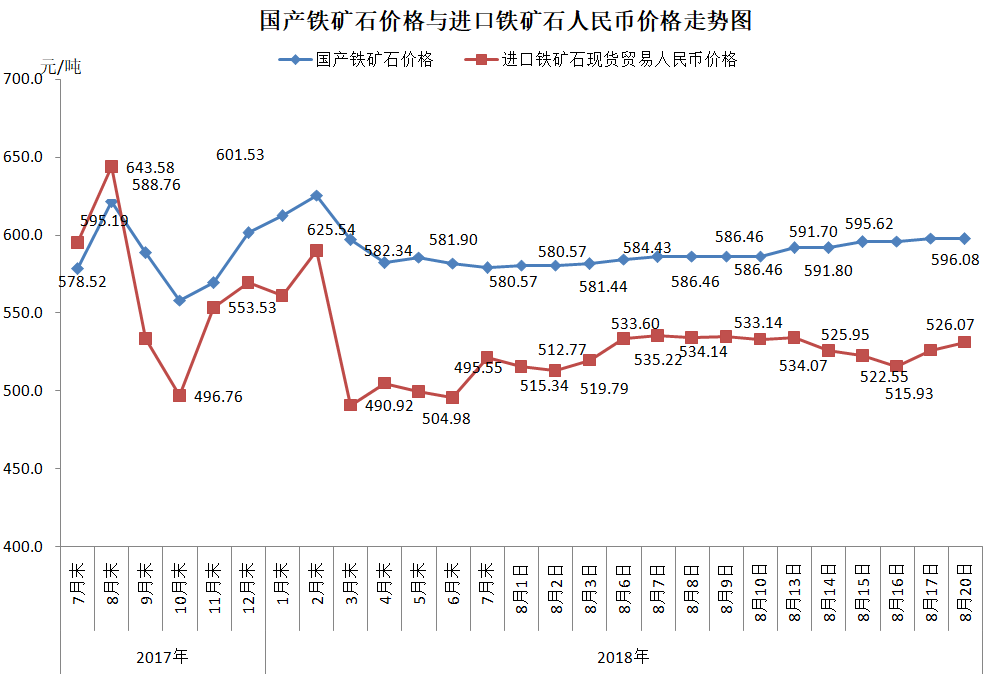 国产铁矿石价格与进口铁矿石人民币价格走势图
国产铁矿石价格
进口铁矿石现货贸易人民币价格
元/吨
700.0
650.0
600.0
550.0
500.0
450.0
400.0
643.58
588.76
601.53
595.19
578.52
625.54
582.34
581.90
580.57
580.57
581.44
584.43
586.46
586.46
586.46
591.70
591.80
595.62
596.08
553.53
496.76
490.92
504.98
495.55
515.34
512.77
519.79
533.60
535.22
534.14
533.14
534.07
525.95
522.55
515.93
526.07
7月末
8月末
9月末
10月末
11月末
12月末
1月末
2月末
3月末
4月末
5月末
6月末
7月末
8月1日
8月2日
8月3日
8月6日
8月7日
8月8日
8月9日
8月10日
8月13日
8月14日
8月15日
8月16日
8月17日
8月20日
2017年
2018年